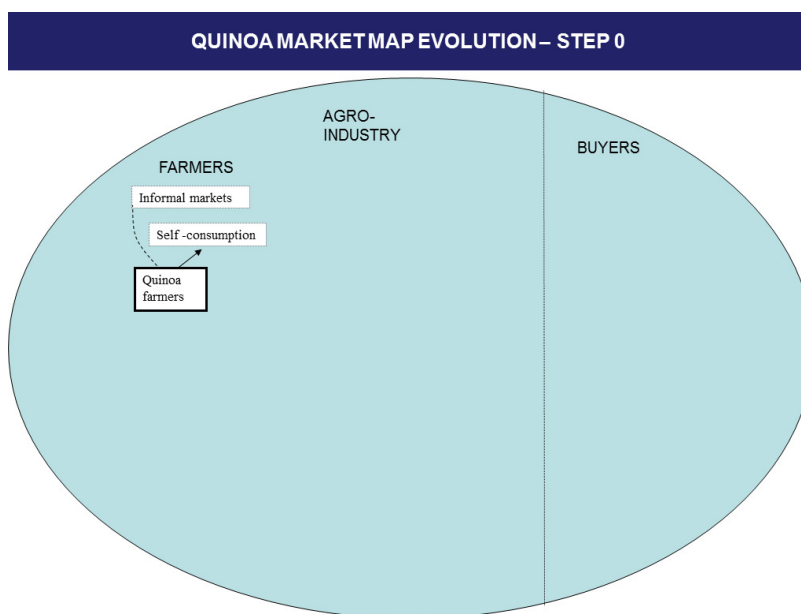 QUINOA MARKET MAP EVOLUTION – STEP 0
AGRO-
INDUSTRY
BUYERS
FARMERS
Informal markets
Self -consumption
Quinoa
farmers